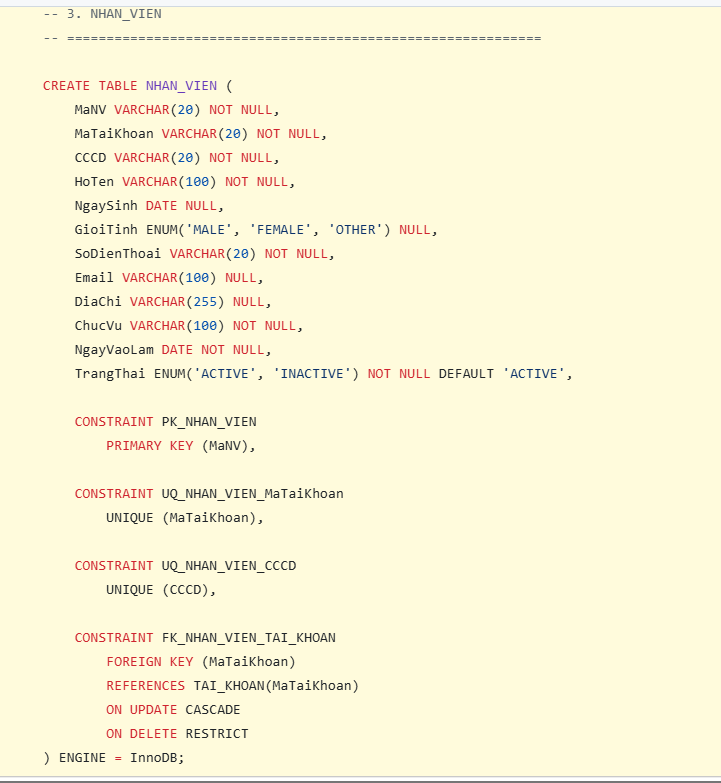 -- 3. NHAN_VIEN
-- ============================================================
CREATE TABLE NHAN_VIEN (
    MaNV VARCHAR(20) NOT NULL,
    MaTaiKhoan VARCHAR(20) NOT NULL,
    CCCD VARCHAR(20) NOT NULL,
    HoTen VARCHAR(100) NOT NULL,
    NgaySinh DATE NULL,
    GioiTinh ENUM('MALE', 'FEMALE', 'OTHER') NULL,
    SoDienThoai VARCHAR(20) NOT NULL,
    Email VARCHAR(100) NULL,
    DiaChi VARCHAR(255) NULL,
    ChucVu VARCHAR(100) NOT NULL,
    NgayVaoLam DATE NOT NULL,
    TrangThai ENUM('ACTIVE', 'INACTIVE') NOT NULL DEFAULT 'ACTIVE',
    CONSTRAINT PK_NHAN_VIEN
        PRIMARY KEY (MaNV),
    CONSTRAINT UQ_NHAN_VIEN_MaTaiKhoan
        UNIQUE (MaTaiKhoan),
    CONSTRAINT UQ_NHAN_VIEN_CCCD
        UNIQUE (CCCD),
    CONSTRAINT FK_NHAN_VIEN_TAI_KHOAN
        FOREIGN KEY (MaTaiKhoan)
        REFERENCES TAI_KHOAN(MaTaiKhoan)
        ON UPDATE CASCADE
        ON DELETE RESTRICT
) ENGINE = InnoDB;